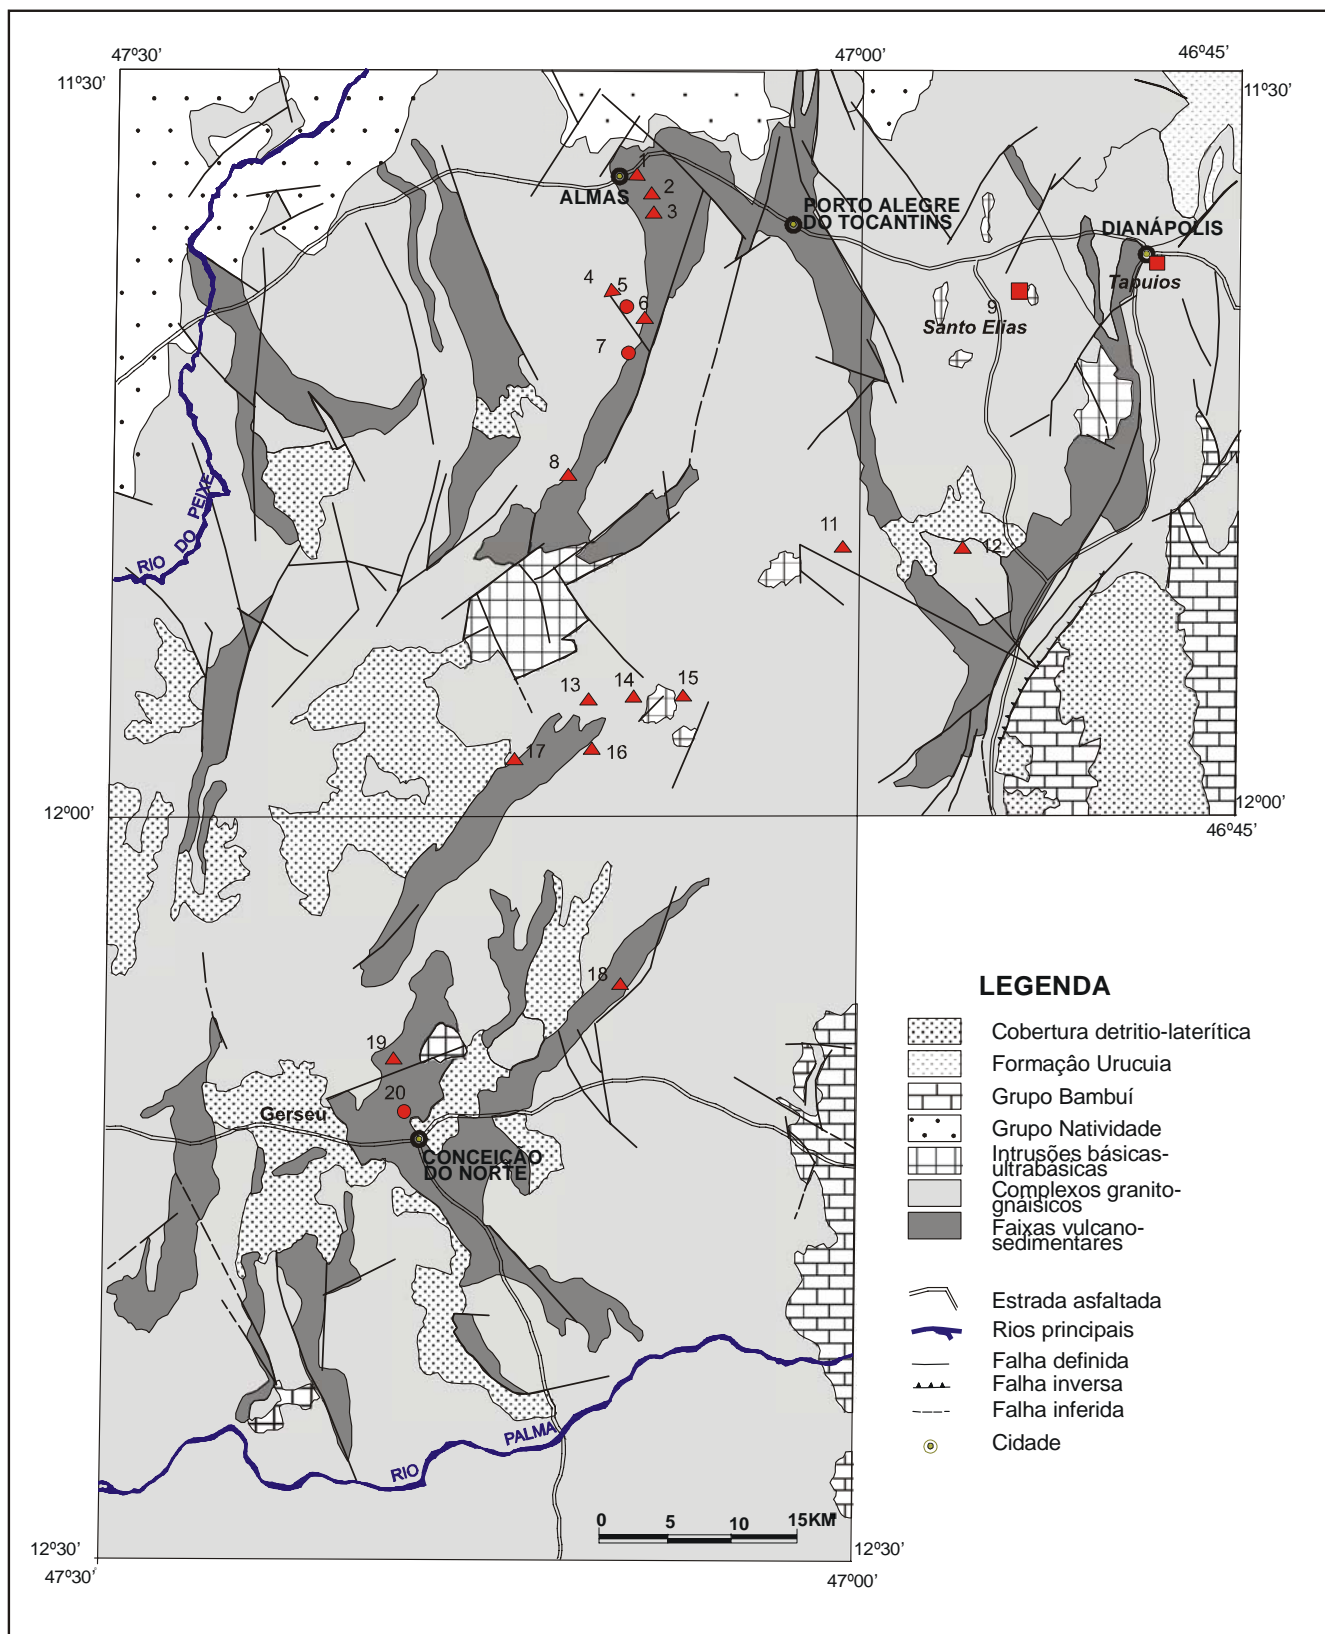 47º30’
47º00’
46º45’
11º30’
11º30’
1
ALMAS
2
3
PORTO ALEGRE
DO TOCANTINS
DIANÁPOLIS
Tapuios
4
5
6
9
Santo Elias
7
8
RIO DO PEIXE
11
12
13
14
15
16
17
12º00’
12º00’
46º45’
18
19
20
Gerseu
CONCEIÇÃO
DO NORTE
LEGENDA
Cobertura detritio-laterítica
Formaçâo Urucuia
Grupo Bambuí
Grupo Natividade
Intrusões básicas-
ultrabásicas
Complexos granito-
gnáisicos
Faixas vulcano-
sedimentares
Estrada asfaltada
Rios principais
Falha definida
Falha inversa
Falha inferida
Cidade
RIO PALMA
0 5 10 15KM
12º30’
12º30’
47º30’
47º00’